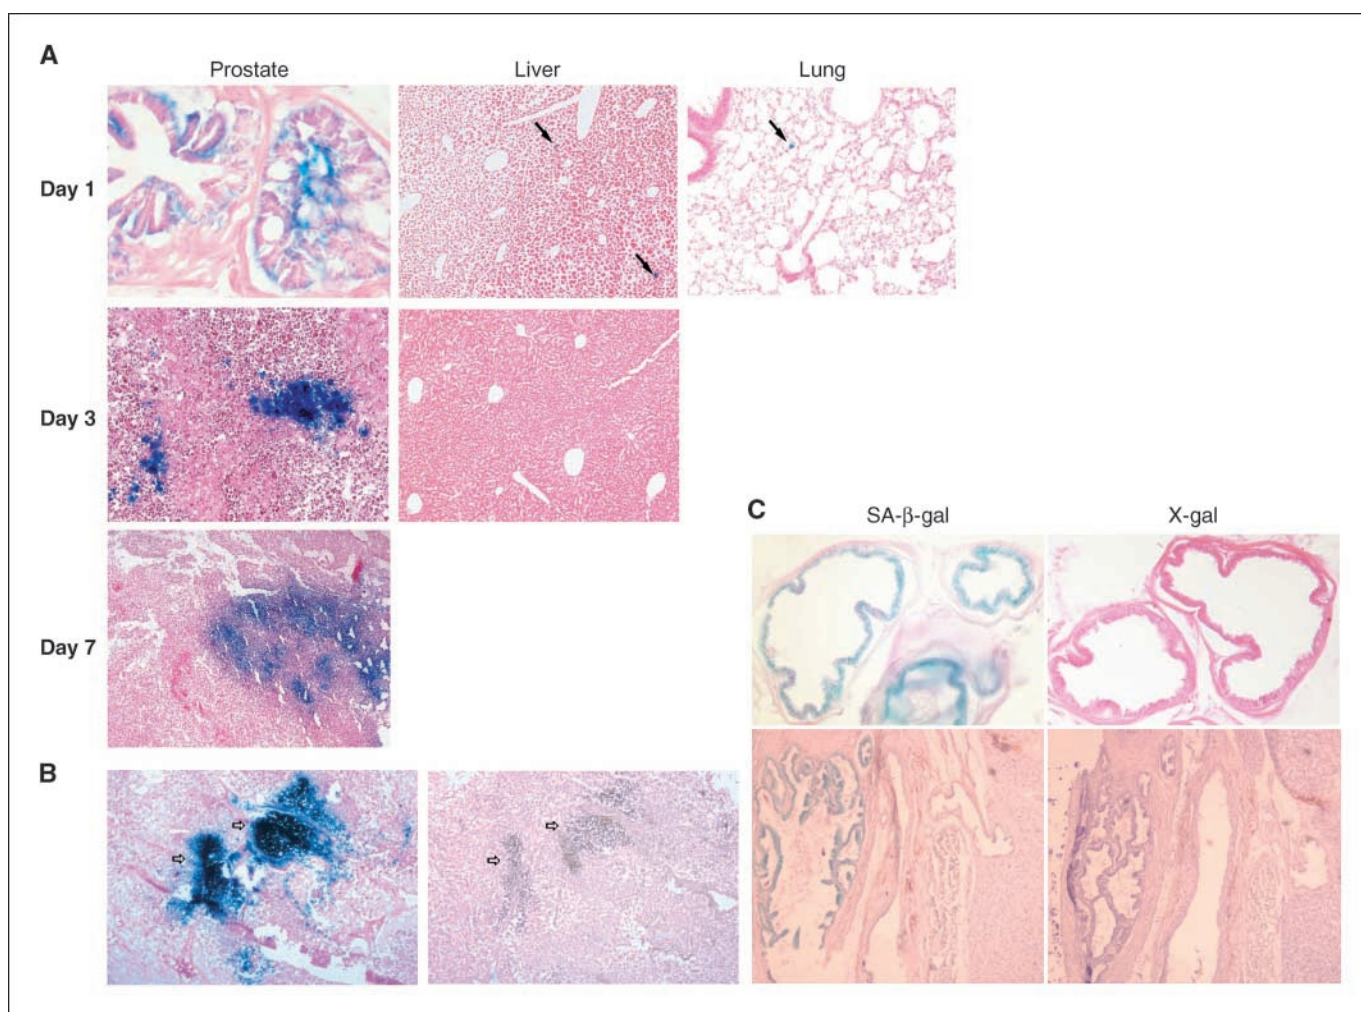 A
Prostate Liver Lung
Day 1
Day 3
Day 7
B
C
SA-β-gal X-gal